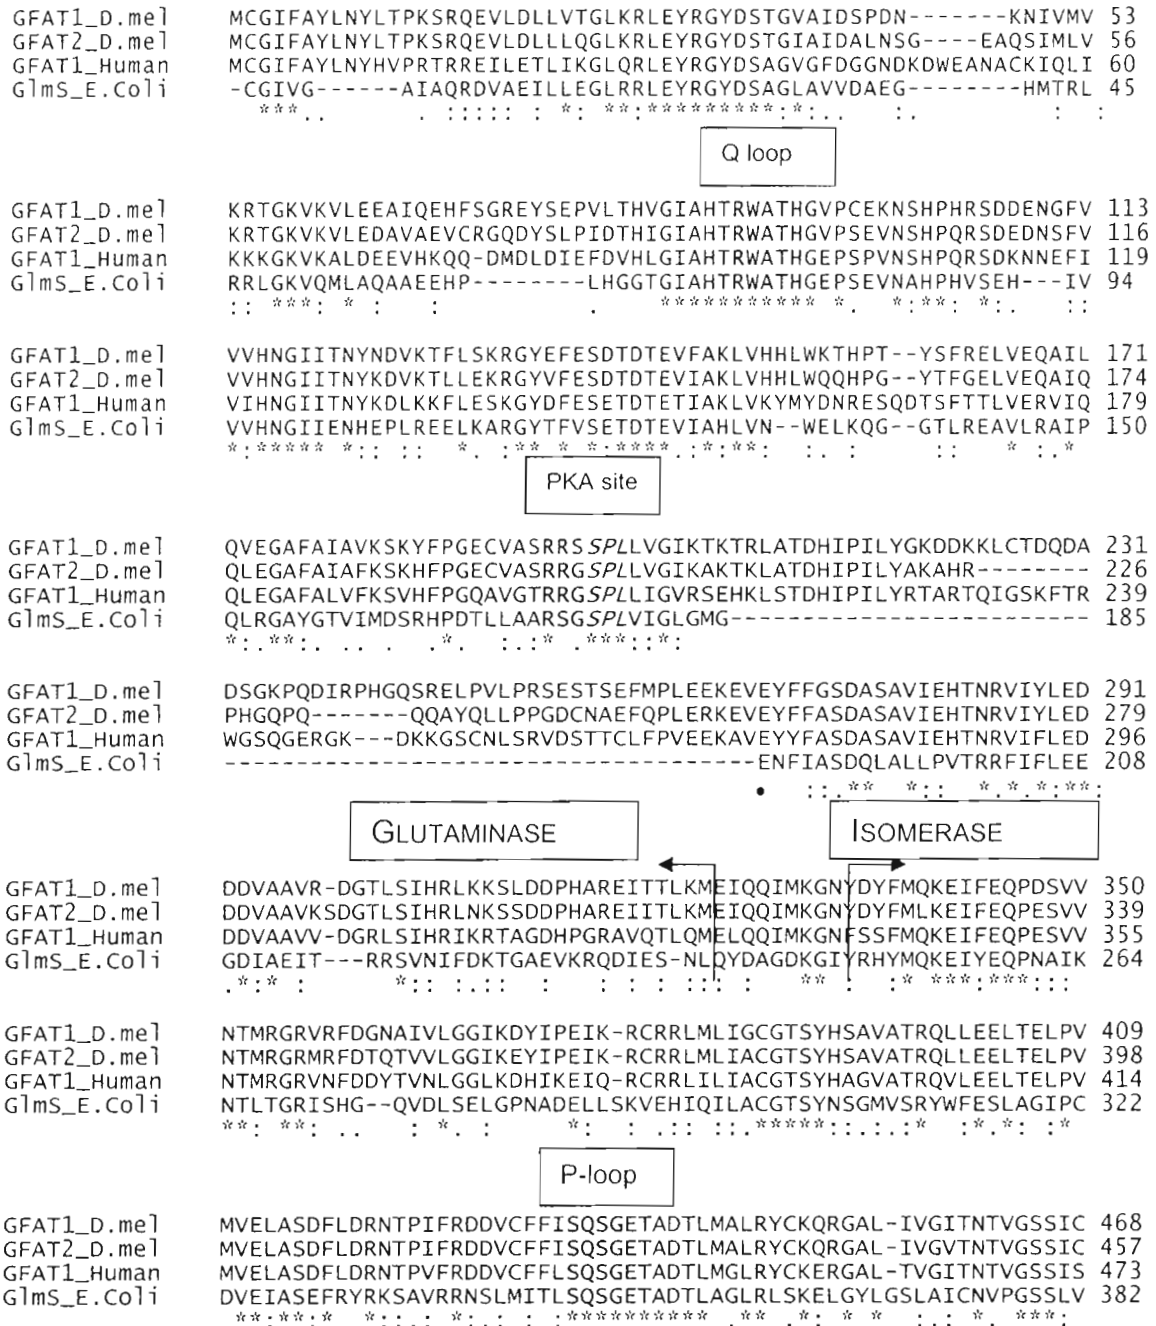 GFAT1_D.mel MCGIFAYLNYLTPKSRQEVLDLLVTGLKRLEYRGYDSTGVAIDSPDN-------KNIVMV 53
GFAT2_D.mel MCGIFAYLNYLTPKSRQEVLDLLLQGLKRLEYRGYDSTGIAIDALNSG----EAQSIMLV 56
GFAT1_Human MCGIFAYLNYHVPRTRREILETLIKGLQRLEYRGYDSAGVGFDGGNDKDWEANACKIQLI 60
GlmS_E.Coli -CGIVG------AIAQRDVAEILLEGLRRLEYRGYDSAGLAVVDAEG--------HMTRL 45
Q loop
GFAT1_D.mel KRTGKVKVLEEAIQEHFSGREYSEPVLTHVGIAHTRWATHGVPCEKNSHPHRSDDENGFV 113
GFAT2_D.mel KRTGKVKVLEDAVAEVCRGQDYSLPIDTHIGIAHTRWATHGVPSEVNSHPQRSDEDNSFV 116
GFAT1_Human KKKGKVKALDEEVHKQQ-DMDLDIEFDVHLGIAHTRWATHGEPSPVNSHPQRSDKNNEFI 119
GlmS_E.Coli RRLGKVQMLAQAAEEHP--------LHGGTGIAHTRWATHGEPSEVNAHPHVSEH---IV 94
GFAT1_D.mel VVHNGIITNYNDVKTFLSKRGYEFESDTDTEVFAKLVHHLWKTHPT--YSFRELVEQAIL 171
GFAT2_D.mel VVHNGIITNYKDVKTLLEKRGYVFESDTDTEVIAKLVHHLWQQHPG--YTFGELVEQAIQ 174
GFAT1_Human VIHNGIITNYKDLKKFLESKGYDFESETDTETIAKLVKYMYDNRESQDTSFTTLVERVIQ 179
GlmS_E.Coli VVHNGIIENHEPLREELKARGYTFVSETDTEVIAHLVN--WELKQG--GTLREAVLRAIP 150
PKA site
GFAT1_D.mel QVEGAFAIAVKSKYFPGECVASRRSSPLLVGIKTKTRLATDHIPILYGKDDKKLCTDQDA 231
GFAT2_D.mel QLEGAFAIAFKSKHFPGECVASRRGSPLLVGIKAKTKLATDHIPILYAKAHR-------- 226
GFAT1_Human QLEGAFALVFKSVHFPGQAVGTRRGSPLLIGVRSEHKLSTDHIPILYRTARTQIGSKFTR 239
GlmS_E.Coli QLRGAYGTVIMDSRHPDTLLAARSGSPLVIGLGMG------------------------- 185
GFAT1_D.mel DSGKPQDIRPHGQSRELPVLPRSESTSEFMPLEEKEVEYFFGSDASAVIEHTNRVIYLED 291
GFAT2_D.mel PHGQPQ-------QQAYQLLPPGDCNAEFQPLERKEVEYFFASDASAVIEHTNRVIYLED 279
GFAT1_Human WGSQGERGK---DKKGSCNLSRVDSTTCLFPVEEKAVEYYFASDASAVIEHTNRVIFLED 296
GlmS_E.Coli ------------------------------------ENFIASDQLALLPVTRRFIFLEE 208
GLUTAMINASE ISOMERASE
GFAT1_D.mel DDVAAVR-DGTLSIHRLKKSLDDPHAREITTLKMEIQQIMKGNYDYFMQKEIFEQPDSVV 350
GFAT2_D.mel DDVAAVKSDGTLSIHRLNKSSDDPHAREIITLKMEIQQIMKGNYDYFMLKEIFEQPESVV 339
GFAT1_Human DDVAAVV-DGRLSIHRIKRTAGDHPGRAVQTLQMELQQIMKGNFSSFMQKEIFEQPESVV 355
GlmS_E.Coli GDIAEIT---RRSVNIFDKTGAEVKRQDIES-NLQYDAGDKGIYRHYMQKEIYEQPNAIK 264
GFAT1_D.mel NTMRGRVRFDGNAIVLGGIKDYIPEIK-RCRRLMLIGCGTSYHSAVATRQLLEELTELPV 409
GFAT2_D.mel NTMRGRMRFDTQTVVLGGIKEYIPEIK-RCRRLMLIACGTSYHSAVATRQLLEELTELPV 398
GFAT1_Human NTMRGRVNFDDYTVNLGGLKDHIKEIQ-RCRRLILIACGTSYHAGVATRQVLEELTELPV 414
GlmS_E.Coli NTLTGRISHG--QVDLSELGPNADELLSKVEHIQILACGTSYNSGMVSRYWFESLAGIPC 322
P-loop
GFAT1_D.mel MVELASDFLDRNTPIFRDDVCFFISQSGETADTLMALRYCKQRGAL-IVGITNTVGSSIC 468
GFAT2_D.mel MVELASDFLDRNTPIFRDDVCFFISQSGETADTLMALRYCKQRGAL-IVGVTNTVGSSIC 457
GFAT1_Human MVELASDFLDRNTPVFRDDVCFFLSQSGETADTLMGLRYCKERGAL-TVGITNTVGSSIS 473
GlmS_E.Coli DVEIASEFRYRKSAVRRNSLMITLSQSGETADTLAGLRLSKELGYLGSLAICNVPGSSLV 382